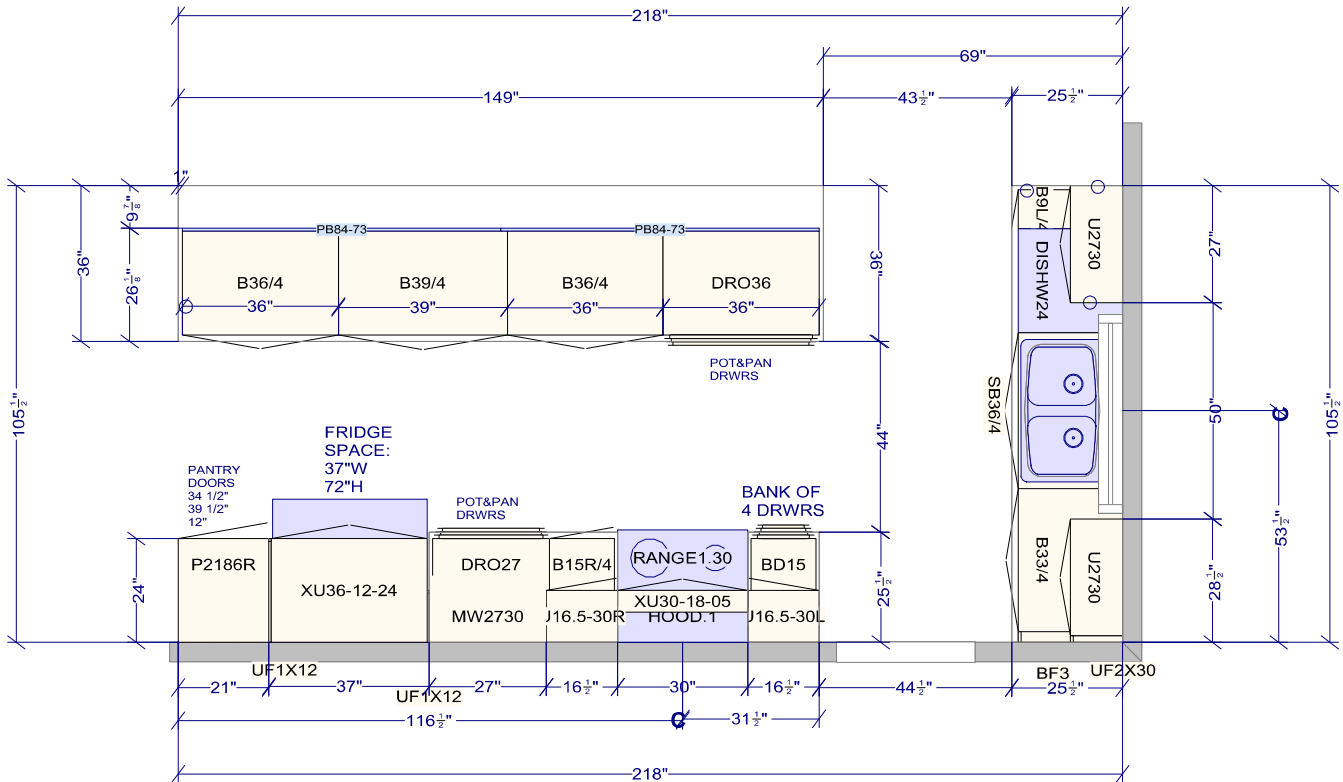 218"
69"
149"
43 1/2"
25 1/2"
1"
9 7/8"
36"
26 1/8"
PB84-73
PB84-73
B36/4
B39/4
B36/4
DRO36
36"
39"
36"
36"
36"
POT&PAN
DRWRS
B9L/4
U2730
DISHW24
27"
SB36/4
50"
105 1/2"
105 1/2"
53 1/2"
44"
FRIDGE
SPACE:
37"W
72"H
PANTRY
DOORS
34 1/2"
39 1/2"
12"
POT&PAN
DRWRS
BANK OF
4 DRWRS
P2186R
XU36-12-24
DRO27
B15R/4
RANGE1.30
BD15
24"
25 1/2"
MW2730
U16.5-30R
XU30-18-05
HOOD.1
U16.5-30L
B33/4
U2730
28 1/2"
UF1X12
UF1X12
BF3
UF2X30
21"
37"
27"
16 1/2"
30"
16 1/2"
44 1/2"
25 1/2"
116 1/2"
31 1/2"
218"